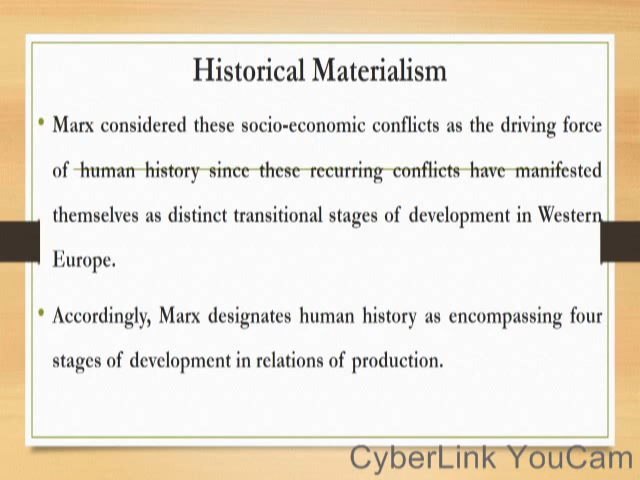 Historical Materialism
• Marx considered these socio-economic conflicts as the driving force
of human history since these recurring conflicts have manifested
themselves as distinct transitional stages of development in Western
Europe.
• Accordingly, Marx designates human history as encompassing four
stages of development in relations of production.
CyberLink YouCam